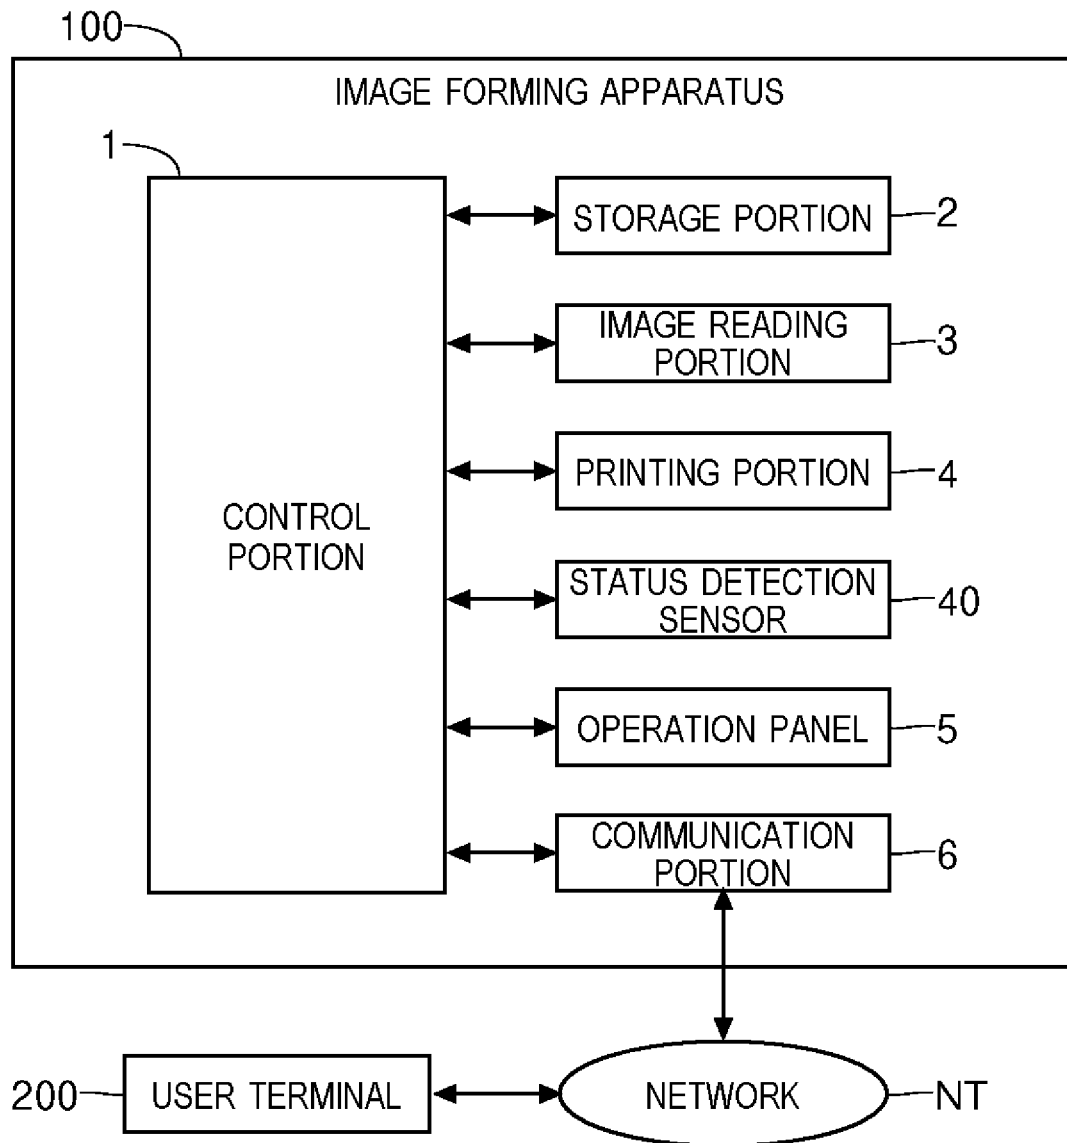 100
IMAGE FORMING APPARATUS
1
CONTROL
PORTION
STORAGE PORTION
2
IMAGE READING
PORTION
3
PRINTING PORTION
4
STATUS DETECTION
SENSOR
40
OPERATION PANEL
5
COMMUNICATION
PORTION
6
200
USER TERMINAL
NETWORK
NT